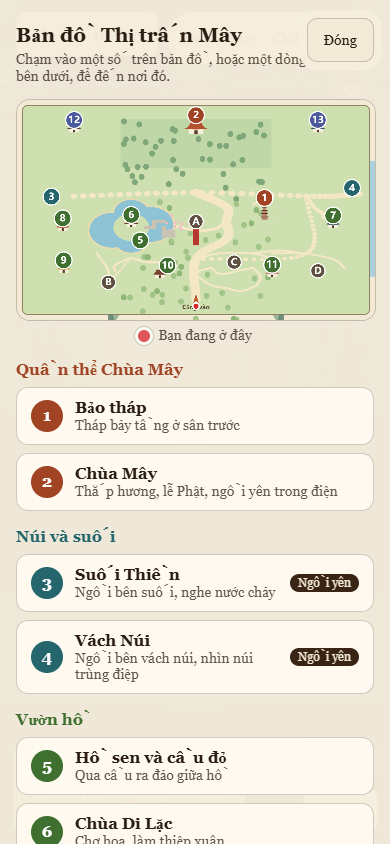 Bản đồ Thị trấn Mây
Đóng
Chạm vào một số trên bản đồ, hoặc một dòng
bên dưới, để đến nơi đó.
12
2
13
3
1
4
8
6
A
7
5
9
10
C
11
D
B
Bạn đang ở đây
Quần thể Chùa Mây
1
Bảo tháp
Tháp bảy tầng ở sân trước
2
Chùa Mây
Thắp hương, lễ Phật, ngồi yên trong điện
Núi và suối
3
Suối Thiền
Ngồi bên suối, nghe nước chảy
Ngồi yên
4
Vách Núi
Ngồi bên vách núi, nhìn núi
trùng điệp
Ngồi yên
Vườn hồ
5
Hồ sen và cầu đỏ
Qua cầu ra đảo giữa hồ
6
Chùa Di Lặc
Chợ hoa, làm thiệp xuân